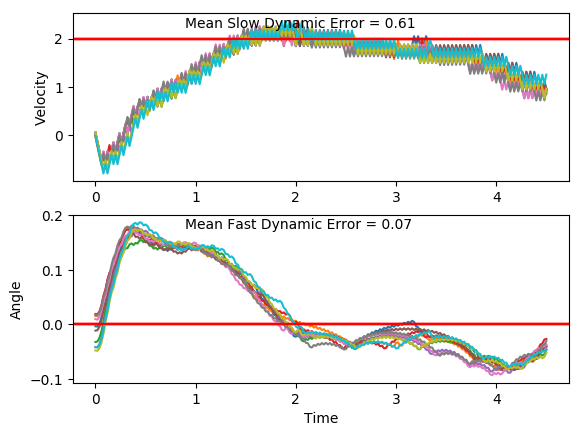 Mean Slow Dynamic Error = 0.61
2
1
0
Velocity
0 1 2 3 4
Mean Fast Dynamic Error = 0.07
0.2
0.1
0.0
−0.1
Angle
0 1 2 3 4
Time